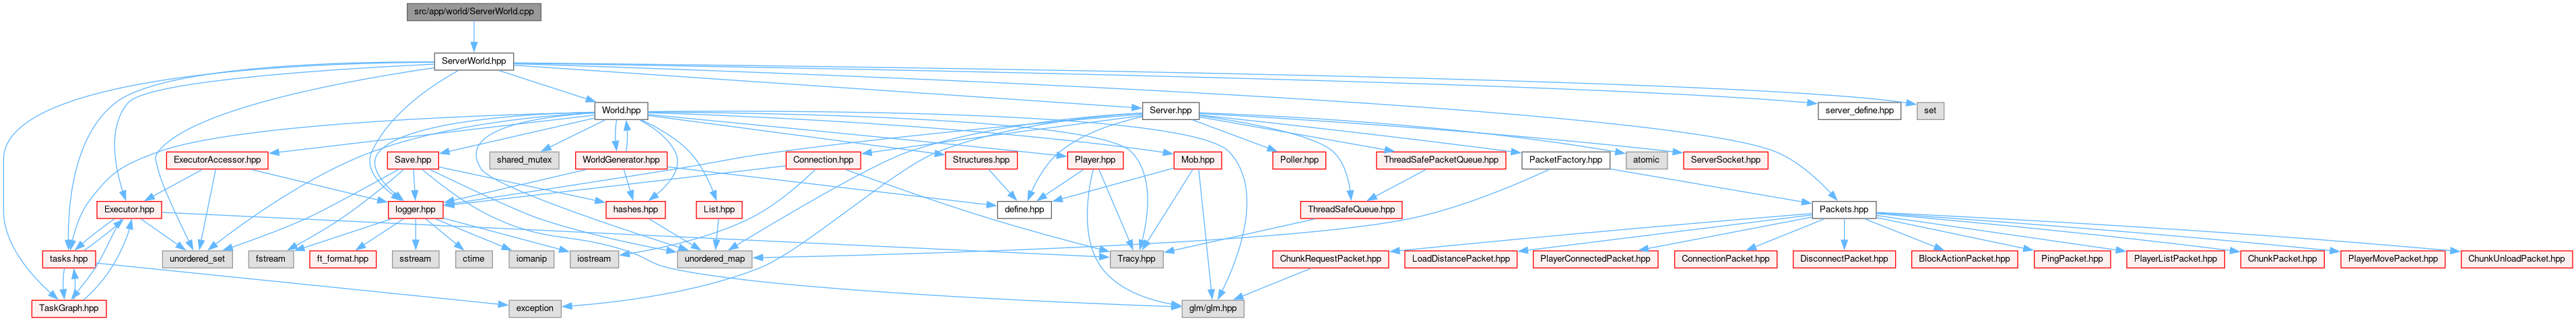 src/app/world/ServerWorld.cpp
ServerWorld.hpp
World.hpp
Server.hpp
server_define.hpp
set
ExecutorAccessor.hpp
Save.hpp
shared_mutex
WorldGenerator.hpp
Connection.hpp
Structures.hpp
Player.hpp
Mob.hpp
Poller.hpp
ThreadSafePacketQueue.hpp
PacketFactory.hpp
atomic
ServerSocket.hpp
Executor.hpp
logger.hpp
hashes.hpp
List.hpp
define.hpp
ThreadSafeQueue.hpp
Packets.hpp
tasks.hpp
unordered_set
fstream
ft_format.hpp
sstream
ctime
iomanip
iostream
unordered_map
Tracy.hpp
ChunkRequestPacket.hpp
LoadDistancePacket.hpp
PlayerConnectedPacket.hpp
ConnectionPacket.hpp
DisconnectPacket.hpp
BlockActionPacket.hpp
PingPacket.hpp
PlayerListPacket.hpp
ChunkPacket.hpp
PlayerMovePacket.hpp
ChunkUnloadPacket.hpp
TaskGraph.hpp
exception
glm/glm.hpp